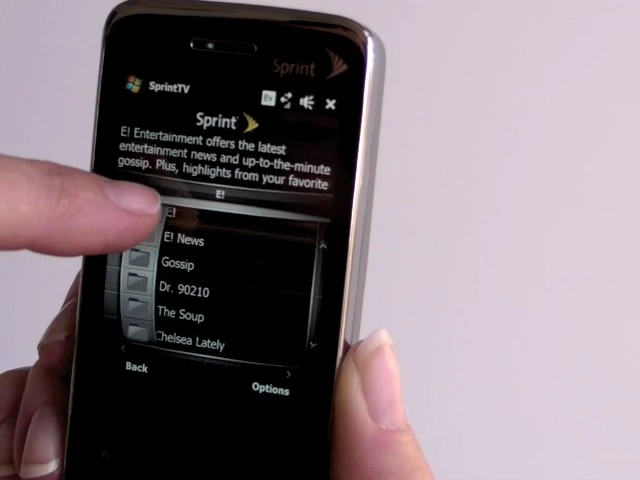 Sprint
SprintTV
Ev
Sprint
E! Entertainment offers the latest
entertainment news and up-to-the-minute
gossip. Plus, highlights from your favorite
E!
E!
E! News
Gossip
Dr. 90210
The Soup
Chelsea Lately
Back
Options